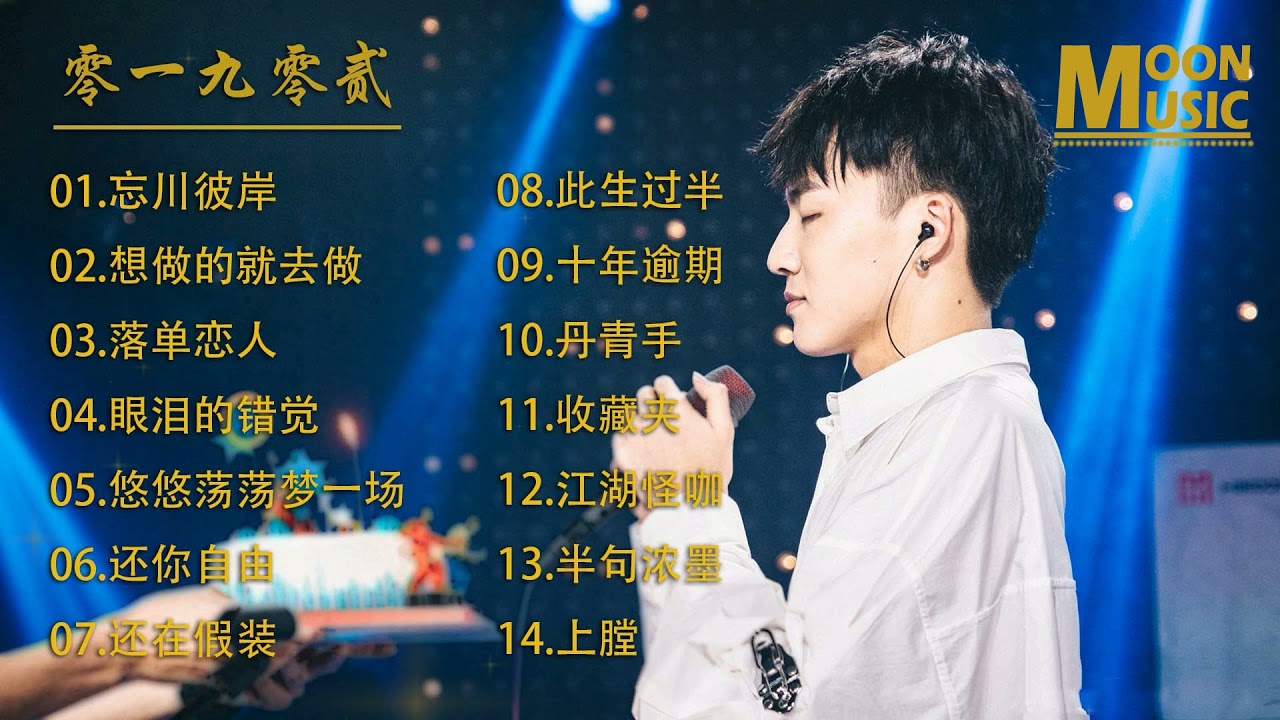 零一九零贰
MOON
MUSIC
01.忘川彼岸
02.想做的就去做
03.落单恋人
04.眼泪的错觉
05.悠悠荡荡梦一场
06.还你自由
07.还在假装
08.此生过半
09.十年逾期
10.丹青手
11.收藏夹
12.江湖怪咖
13.半句浓墨
14.上膛